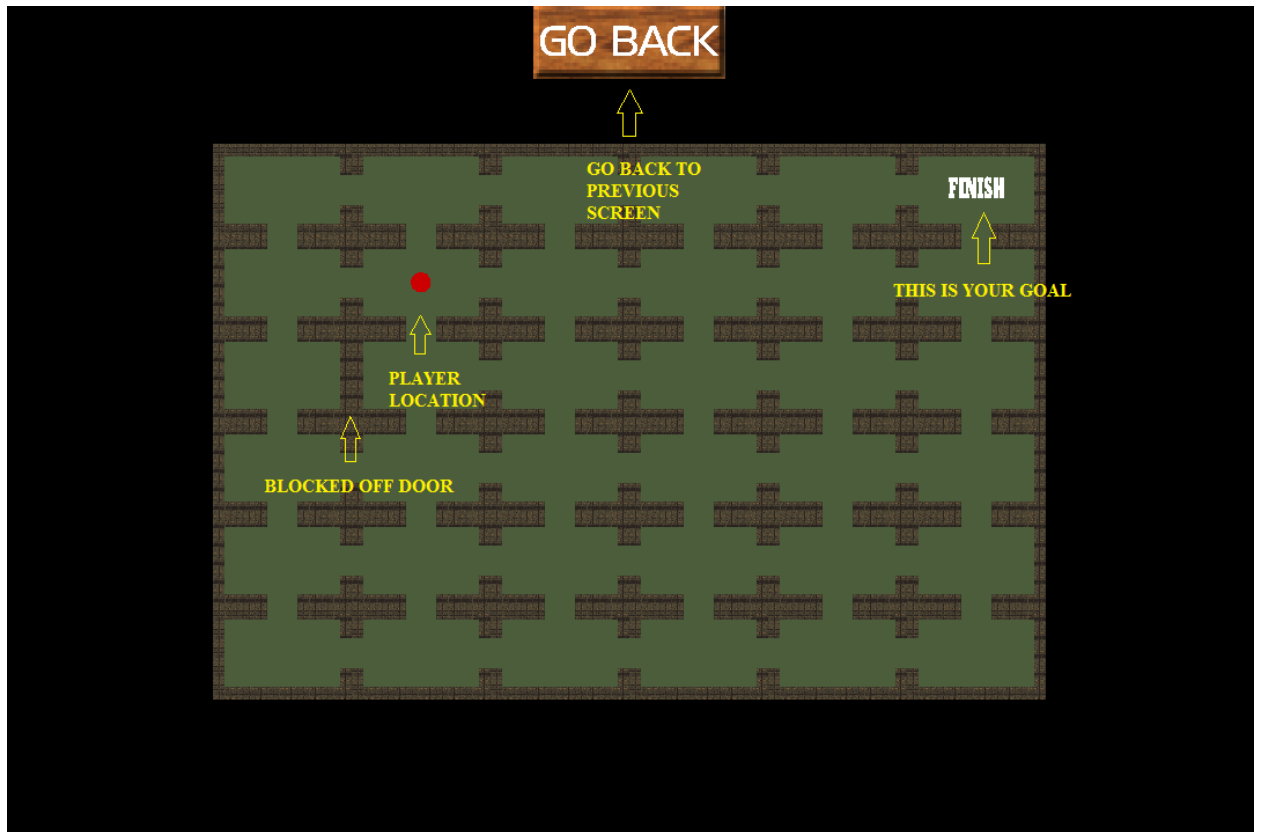 GO BACK
GO BACK TO
PREVIOUS
SCREEN
FINISH
THIS IS YOUR GOAL
PLAYER
LOCATION
BLOCKED OFF DOOR